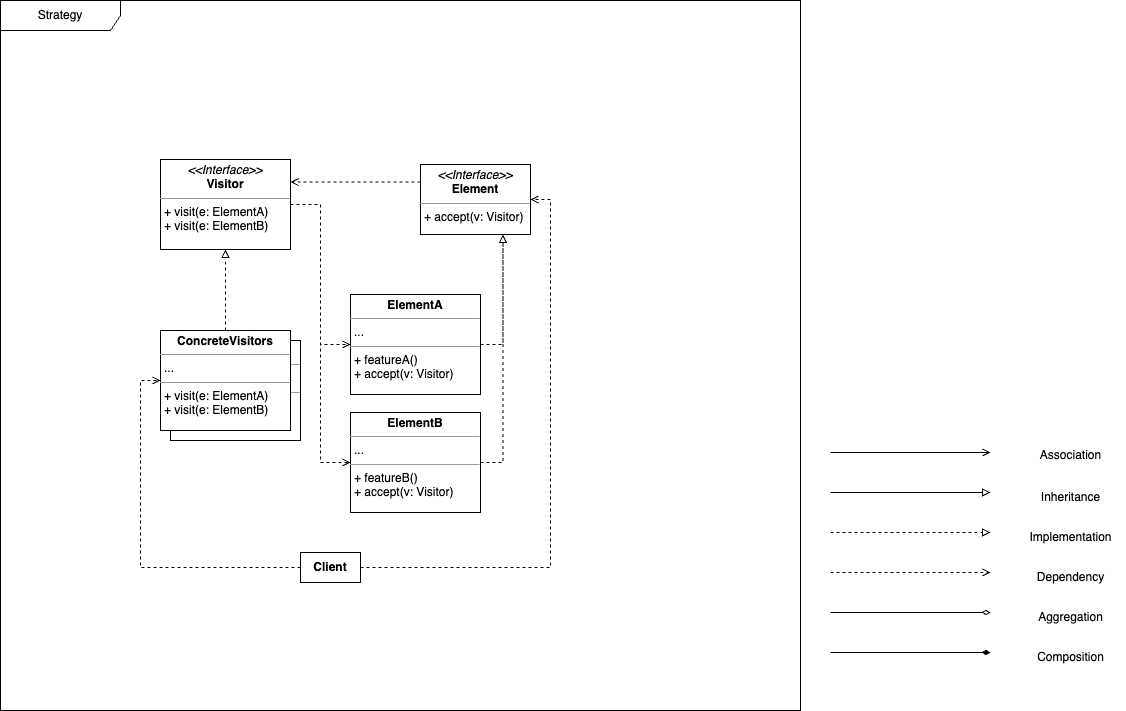 Strategy
<<Interface>>
Visitor
+ visit(e: ElementA)
+ visit(e: ElementB)
<<Interface>>
Element
+ accept(v: Visitor)
ElementA
...
+ featureA()
+ accept(v: Visitor)
ConcreteVisitors
...
+ visit(e: ElementA)
+ visit(e: ElementB)
ElementB
...
+ featureB()
+ accept(v: Visitor)
Client
Association
Inheritance
Implementation
Dependency
Aggregation
Composition